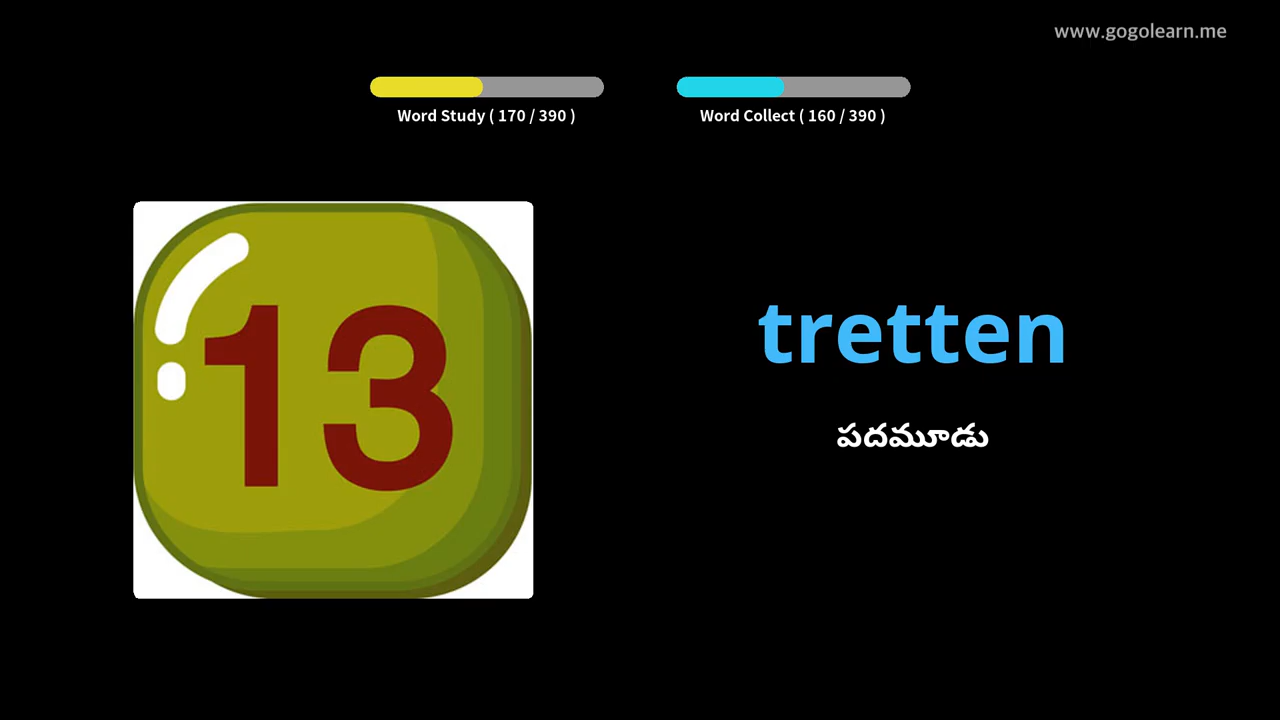 www.gogolearn.me
Word Study ( 170 / 390 )
Word Collect ( 160 / 390 )
13
tretten
పదమూడు